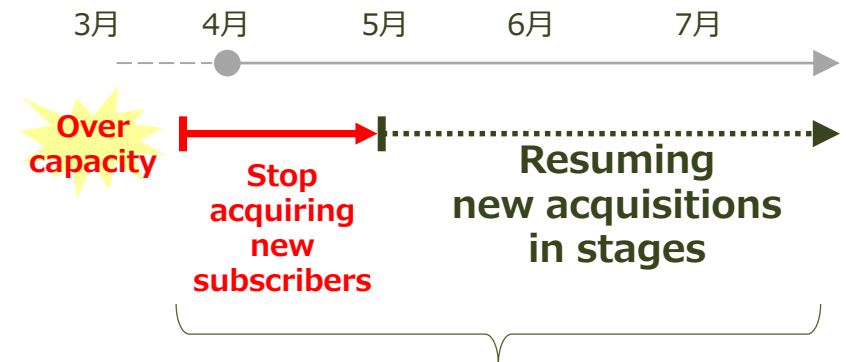 3月 4月 5月 6月 7月
Over
capacity
Stop
acquiring
new
subscribers
Resuming
new acquisitions
in stages